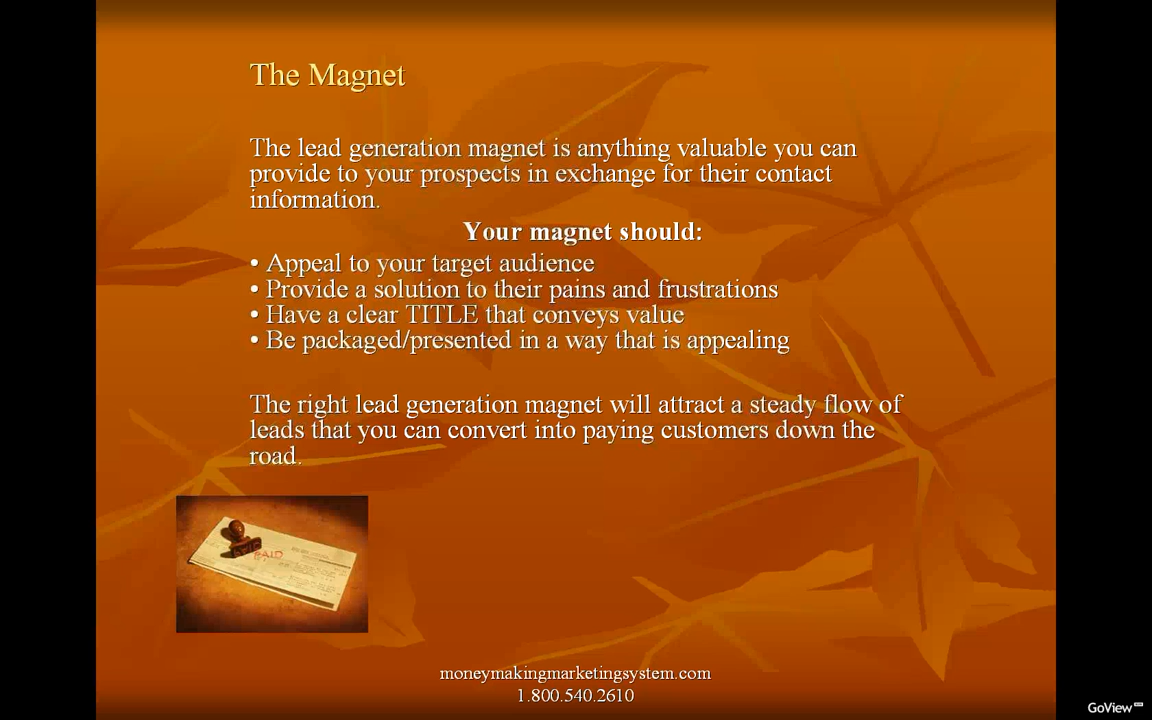 The Magnet
The lead generation magnet is anything valuable you can
provide to your prospects in exchange for their contact
information.
Your magnet should:
• Appeal to your target audience
• Provide a solution to their pains and frustrations
• Have a clear TITLE that conveys value
• Be packaged/presented in a way that is appealing
The right lead generation magnet will attract a steady flow of
leads that you can convert into paying customers down the
road.
PAID
moneymakingmarketingsystem.com
1.800.540.2610
GoView